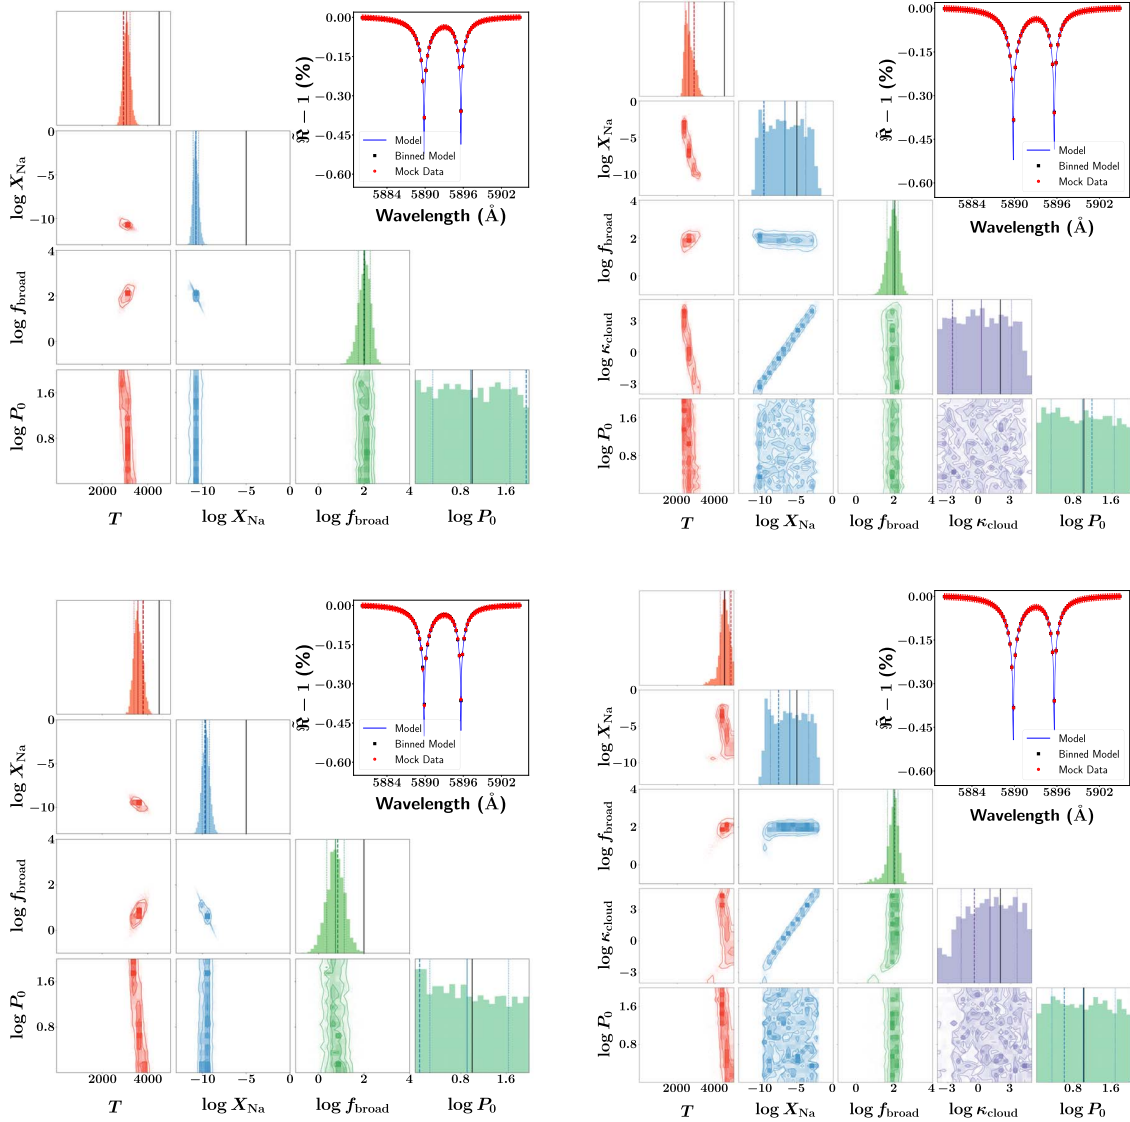 0.00
−0.15
−0.30
−0.45
−0.60
ℜ̃ − 1 (%)
Model
Binned Model
Mock Data
5884 5890 5896 5902
Wavelength (Å)
0
−5
−10
log X_Na
4
2
0
log f_broad
1.6
0.8
log P_0
2000 4000
−10 −5 0
0 2 4
0.8 1.6
T
log X_Na
log f_broad
log P_0
0.00
−0.15
−0.30
−0.45
−0.60
ℜ̃ − 1 (%)
Model
Binned Model
Mock Data
5884 5890 5896 5902
Wavelength (Å)
0
−5
−10
log X_Na
4
2
0
log f_broad
3
0
−3
log κ_cloud
1.6
0.8
log P_0
2000 4000
−10 −5 0
0 2 4
−3 0 3
0.8 1.6
T
log X_Na
log f_broad
log κ_cloud
log P_0
0.00
−0.15
−0.30
−0.45
−0.60
ℜ̃ − 1 (%)
Model
Binned Model
Mock Data
5884 5890 5896 5902
Wavelength (Å)
0
−5
−10
log X_Na
4
2
0
log f_broad
1.6
0.8
log P_0
2000 4000
−10 −5 0
0 2 4
0.8 1.6
T
log X_Na
log f_broad
log P_0
0.00
−0.15
−0.30
−0.45
−0.60
ℜ̃ − 1 (%)
Model
Binned Model
Mock Data
5884 5890 5896 5902
Wavelength (Å)
0
−5
−10
log X_Na
4
2
0
log f_broad
3
0
−3
log κ_cloud
1.6
0.8
log P_0
2000 4000
−10 −5 0
0 2 4
−3 0 3
0.8 1.6
T
log X_Na
log f_broad
log κ_cloud
log P_0